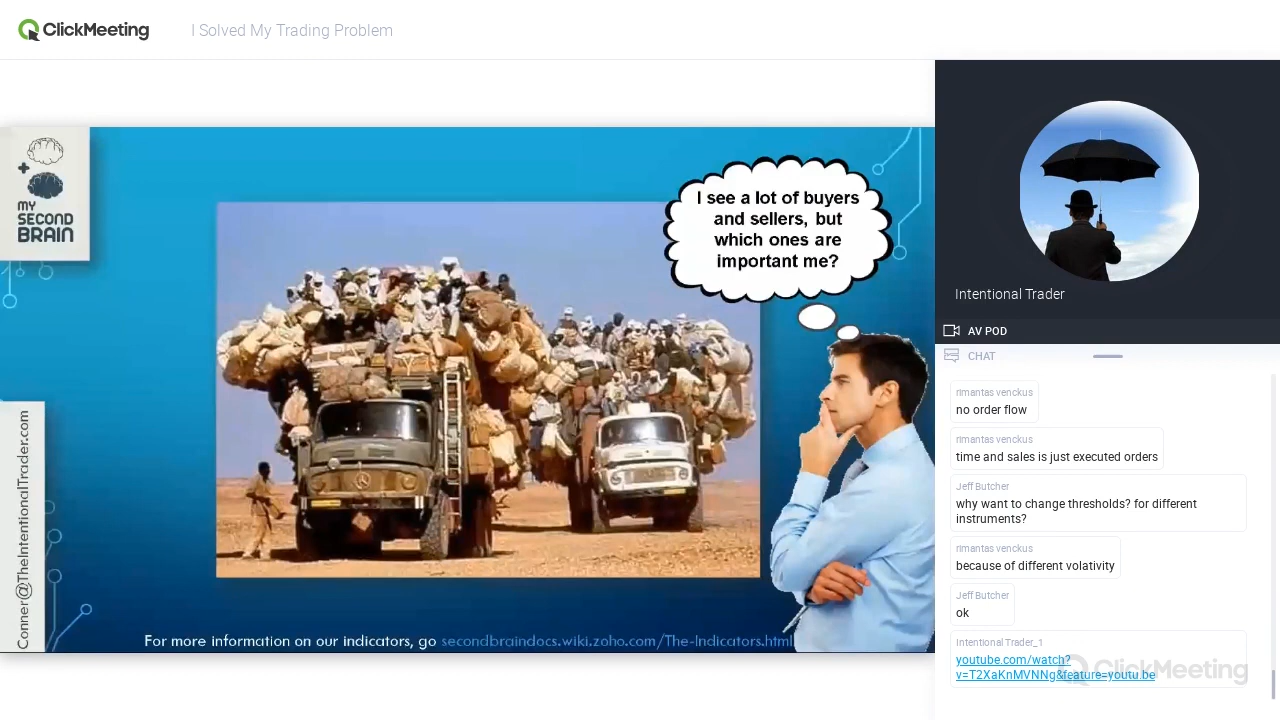 ClickMeeting
I Solved My Trading Problem
MY
SECOND
BRAIN
I see a lot of buyers
and sellers, but
which ones are
important me?
Conner@TheIntentionalTrader.com
For more information on our indicators, go secondbraindocs.wiki.zoho.com/The-Indicators.html
Intentional Trader
AV POD
CHAT
rimantas venckus
no order flow
rimantas venckus
time and sales is just executed orders
Jeff Butcher
why want to change thresholds? for different
instruments?
rimantas venckus
because of different volativity
Jeff Butcher
ok
Intentional Trader_1
youtube.com/watch?
v=T2XaKnMVNNg&feature=youtu.be
ClickMeeting